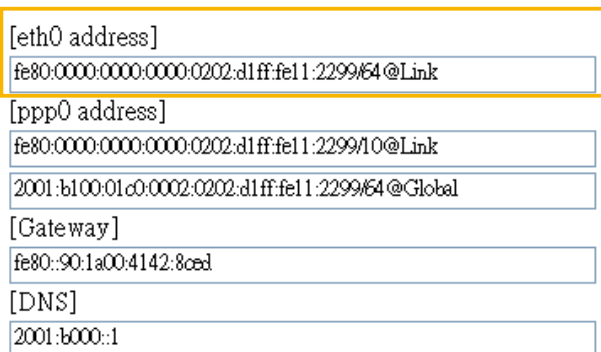 [eth0 address]
fe80:0000:0000:0000:0202:d1ff:fe11:2299/64@Link
[ppp0 address]
fe80:0000:0000:0000:0202:d1ff:fe11:2299/10@Link
2001:b100:01c0:0002:0202:d1ff:fe11:2299/64@Global
[Gateway]
fe80::90:1a00:4142:8ced
[DNS]
2001:b000::1